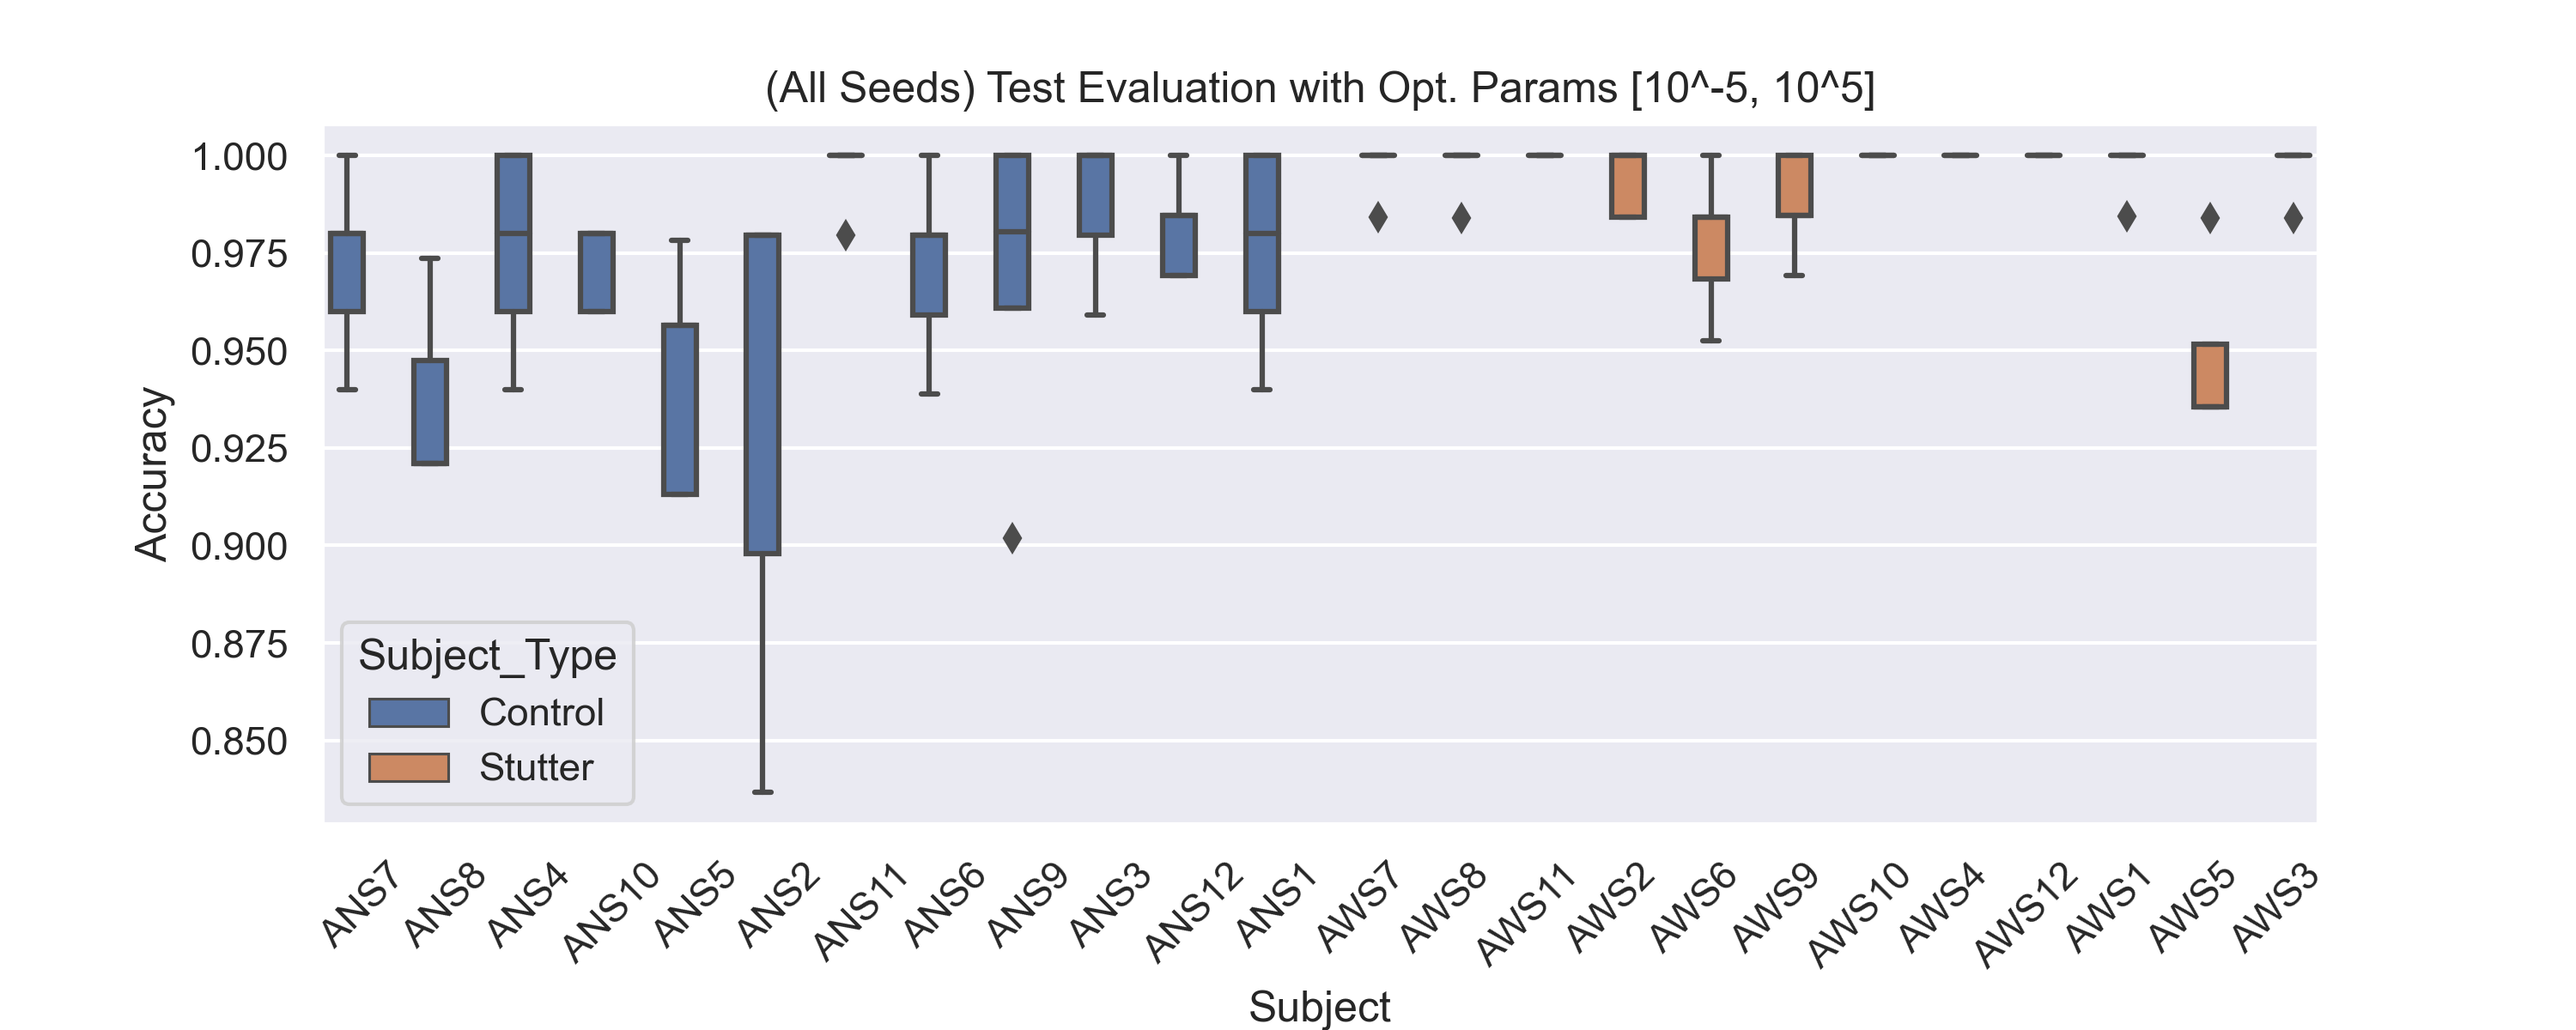 (All Seeds) Test Evaluation with Opt. Params [10^-5, 10^5]
Accuracy
1.000
0.975
0.950
0.925
0.900
0.875
0.850
Subject_Type
Control
Stutter
ANS7
ANS8
ANS4
ANS10
ANS5
ANS2
ANS11
ANS6
ANS9
ANS3
ANS12
ANS1
AWS7
AWS8
AWS11
AWS2
AWS6
AWS9
AWS10
AWS4
AWS12
AWS1
AWS5
AWS3
Subject